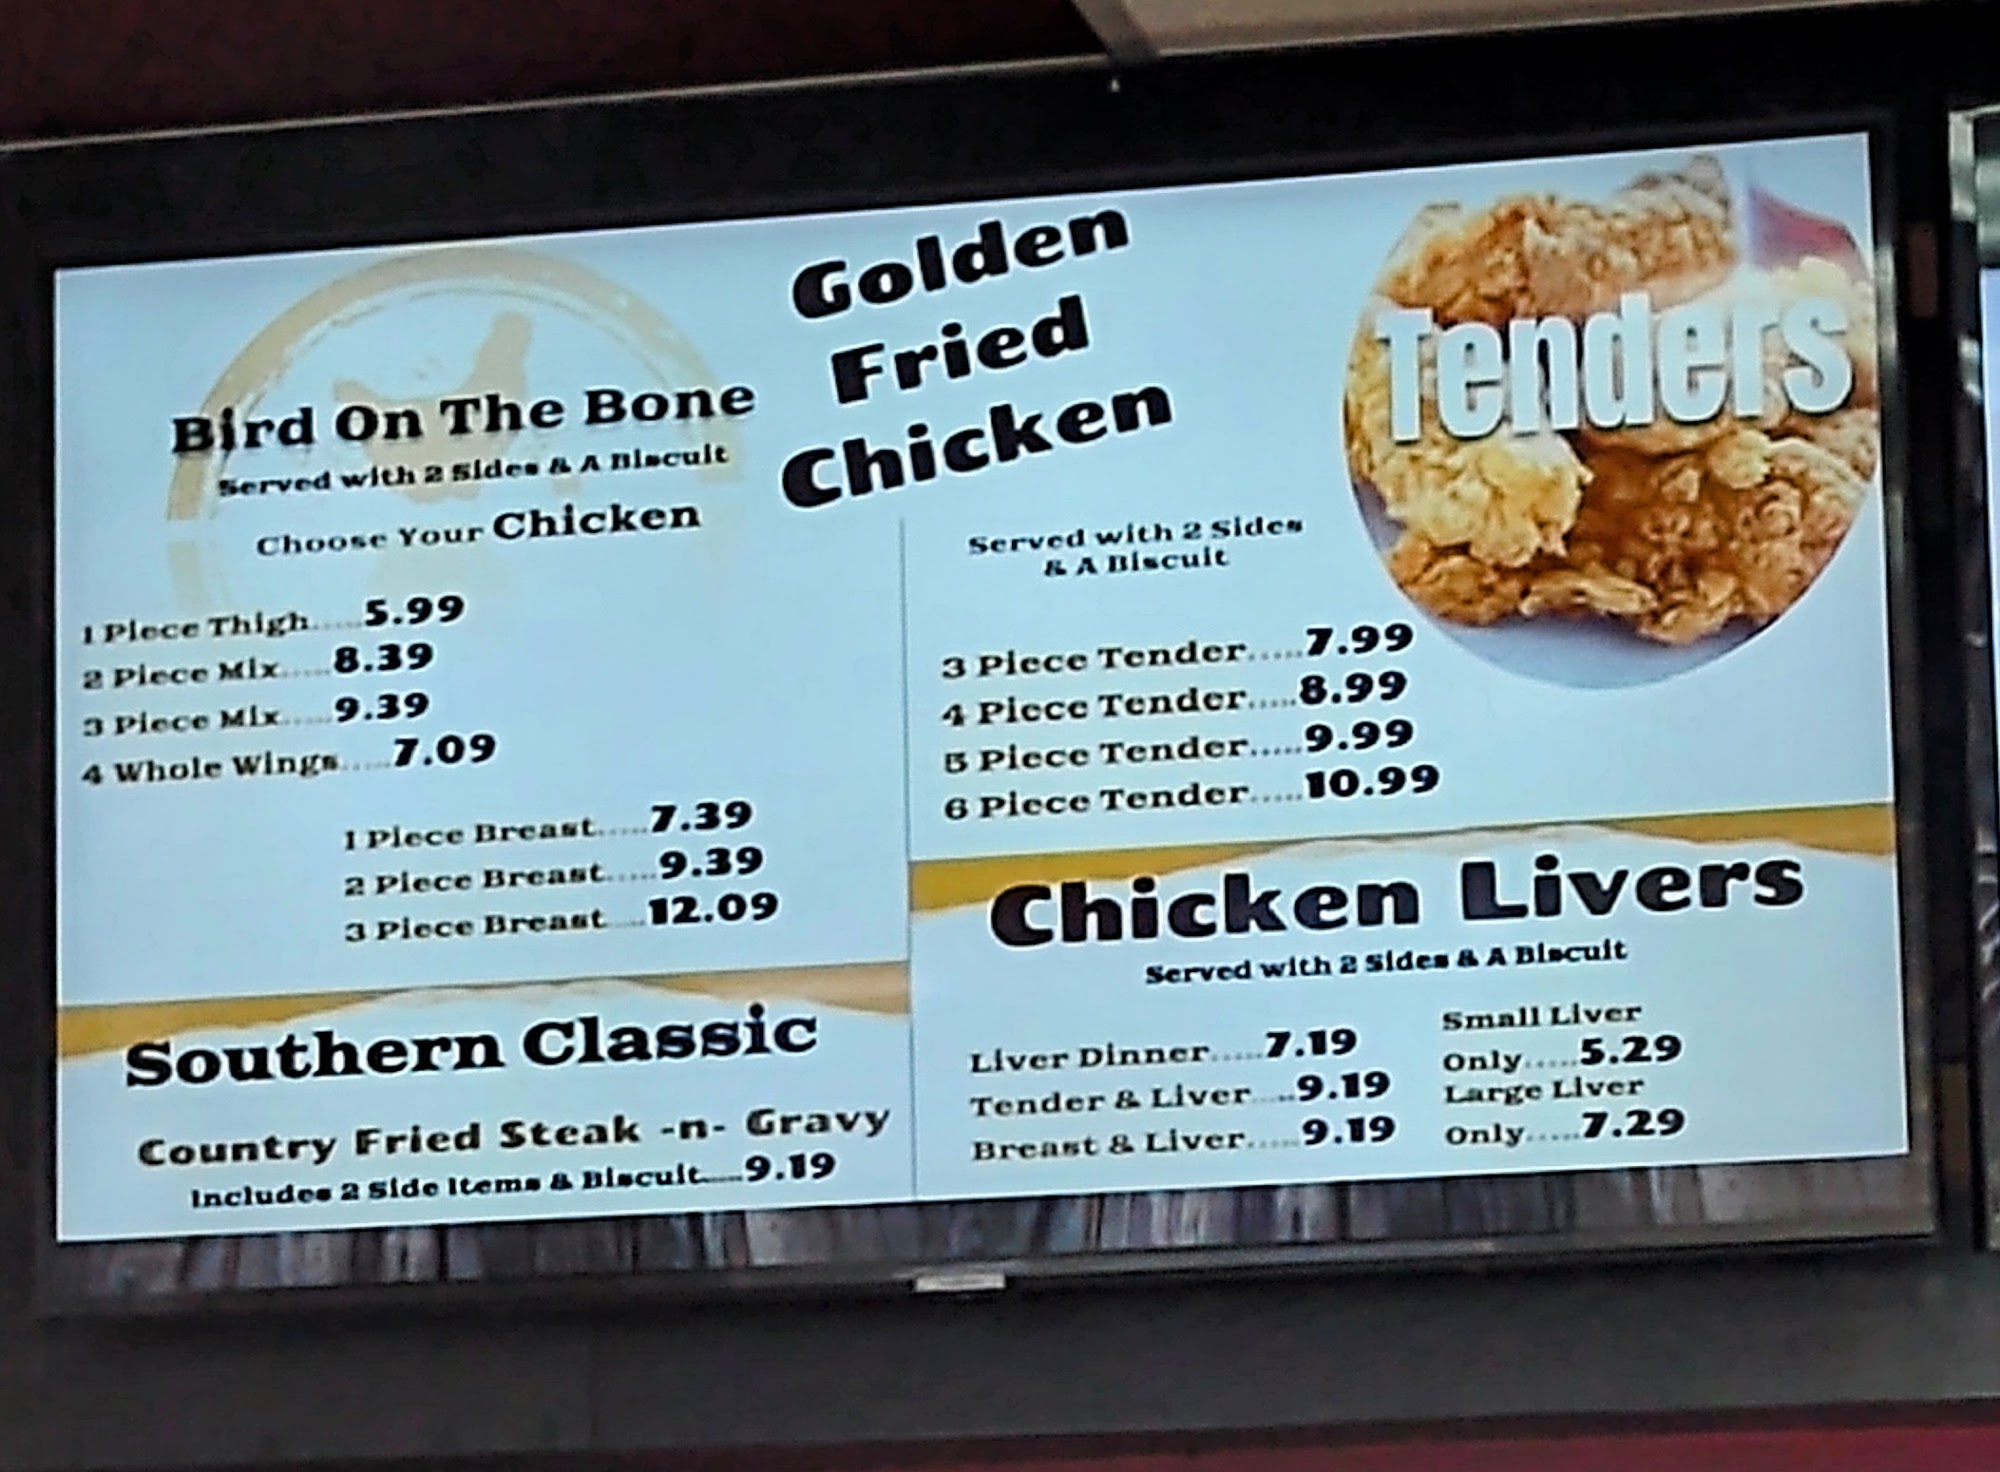 Golden
Fried
Chicken
Bird On The Bone
Served with 2 Sides & A Biscuit
Choose Your Chicken
1 Piece Thigh.....5.99
2 Piece Mix.....8.39
3 Piece Mix.....9.39
4 Whole Wings.....7.09
1 Piece Breast.....7.39
2 Piece Breast.....9.39
3 Piece Breast.....12.09
Southern Classic
Country Fried Steak -n- Gravy
Includes 2 Side Items & Biscuit.....9.19
Tenders
Served with 2 Sides
& A Biscuit
3 Piece Tender.....7.99
4 Piece Tender.....8.99
5 Piece Tender.....9.99
6 Piece Tender.....10.99
Chicken Livers
Served with 2 Sides & A Biscuit
Liver Dinner.....7.19
Tender & Liver.....9.19
Breast & Liver.....9.19
Small Liver
Only.....5.29
Large Liver
Only.....7.29